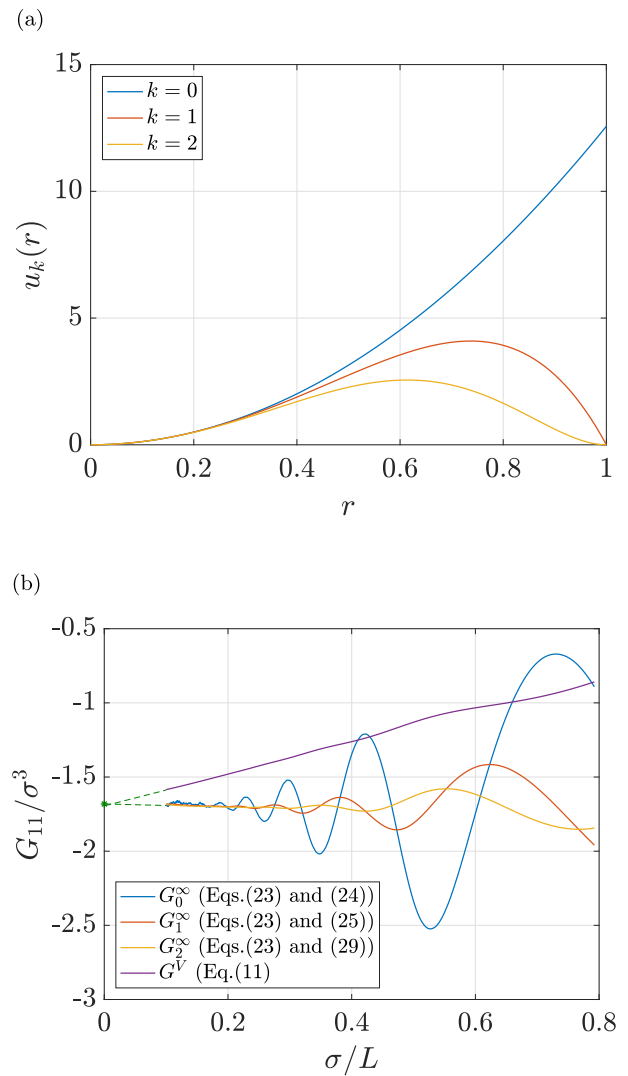 (a)
15
10
5
0
u_k(r)
k = 0
k = 1
k = 2
0 0.2 0.4 0.6 0.8 1
r
(b)
-0.5
-1
-1.5
-2
-2.5
-3
G_{11}/σ^3
G_0^∞ (Eqs.(23) and (24))
G_1^∞ (Eqs.(23) and (25))
G_2^∞ (Eqs.(23) and (29))
G^V (Eq.(11)
0 0.2 0.4 0.6 0.8
σ/L